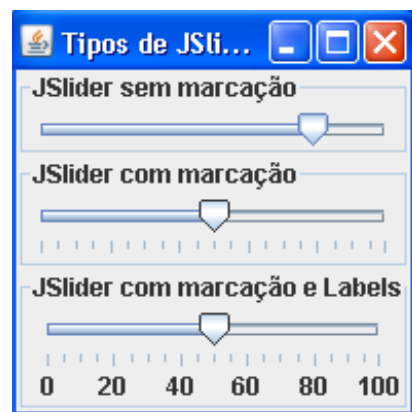 Tipos de JSli...
JSlider sem marcação
JSlider com marcação
JSlider com marcação e Labels
0 20 40 60 80 100